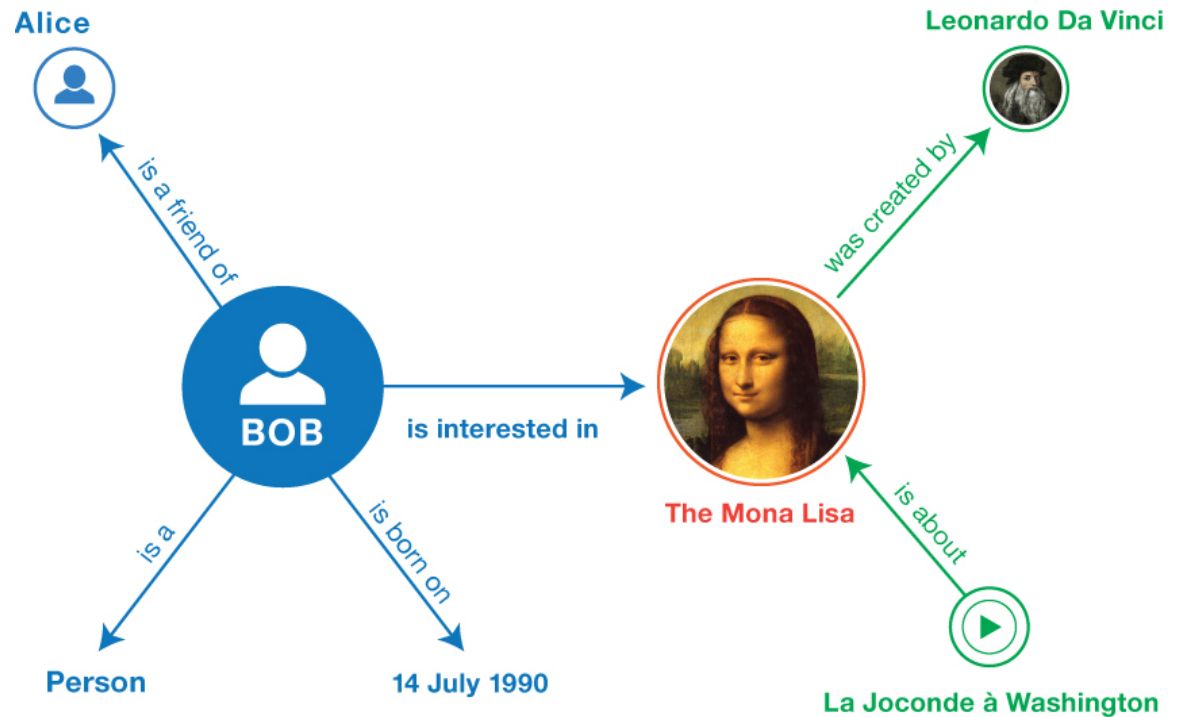 Alice
Leonardo Da Vinci
is a friend of
was created by
BOB
is interested in
The Mona Lisa
is a
is born on
is about
Person
14 July 1990
La Joconde à Washington